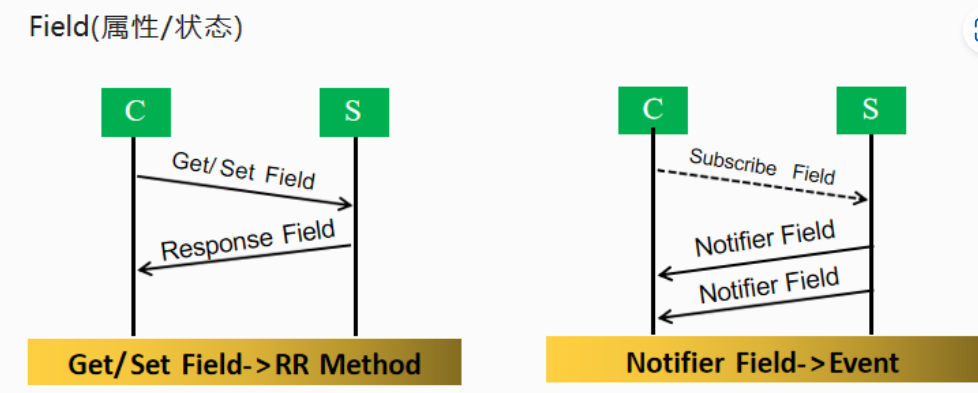 Field(属性/状态)
C
S
Get/Set Field
Response Field
Get/Set Field->RR Method
C
S
Subscribe Field
Notifier Field
Notifier Field
Notifier Field->Event